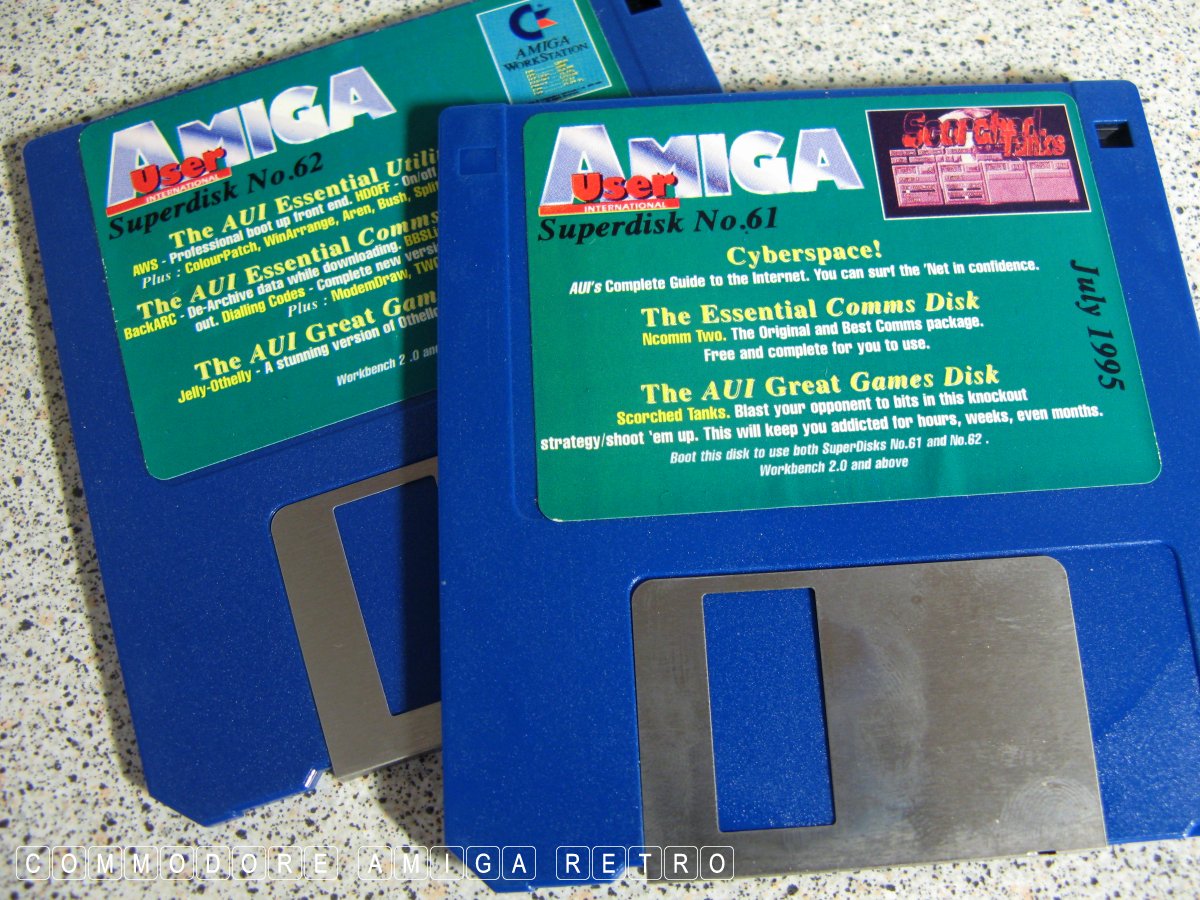 AMIGA
User
INTERNATIONAL
Superdisk No.62
AMIGA
WORKSTATION
The AUI Essential
AWS - Professional boot up front end. HDOFF - On/off
Plus : ColourPatch, WinArrange, Aren, Bush,
The AUI Essential Comms
BackARC - De-Archive data while downloading.
out. Dialling Codes - Complete new
Plus : ModemDraw,
The AUI Great
Jelly-Othelly - A stunning version of
Workbench 2 .0
AMIGA
User
INTERNATIONAL
Superdisk No.61
Scorched
Tanks
Cyberspace!
AUI's Complete Guide to the Internet. You can surf the 'Net in confidence.
The Essential Comms Disk
Ncomm Two. The Original and Best Comms package.
Free and complete for you to use.
The AUI Great Games Disk
Scorched Tanks. Blast your opponent to bits in this knockout
strategy/shoot 'em up. This will keep you addicted for hours, weeks, even months.
Boot this disk to use both SuperDisks No.61 and No.62 .
Workbench 2.0 and above
July 1995
COMMODORE AMIGA RETRO